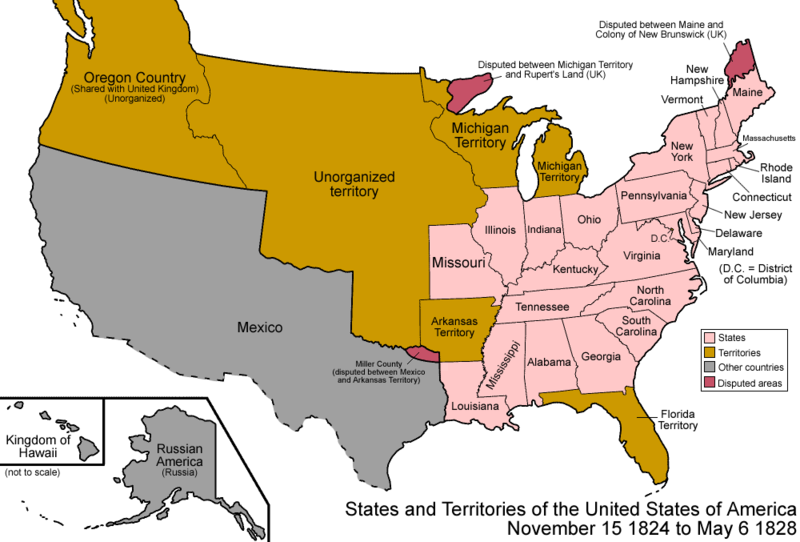 Disputed between Maine and
Colony of New Brunswick (UK)
Disputed between Michigan Territory
and Rupert's Land (UK)
Oregon Country
(Shared with United Kingdom)
(Unorganized)
New
Hampshire
Vermont
Maine
Massachusetts
Michigan
Territory
Michigan
Territory
New
York
Rhode
Island
Connecticut
Unorganized
territory
Pennsylvania
New Jersey
Ohio
Illinois
Indiana
D.C.
Delaware
Maryland
(D.C. = District
of Columbia)
Missouri
Virginia
Kentucky
North
Carolina
Tennessee
South
Carolina
Mexico
Arkansas
Territory
Mississippi
Alabama
Georgia
Miller County
(disputed between Mexico
and Arkansas Territory)
Louisiana
Florida
Territory
States
Territories
Other countries
Disputed areas
Kingdom of
Hawaii
(not to scale)
Russian
America
(Russia)
States and Territories of the United States of America
November 15 1824 to May 6 1828